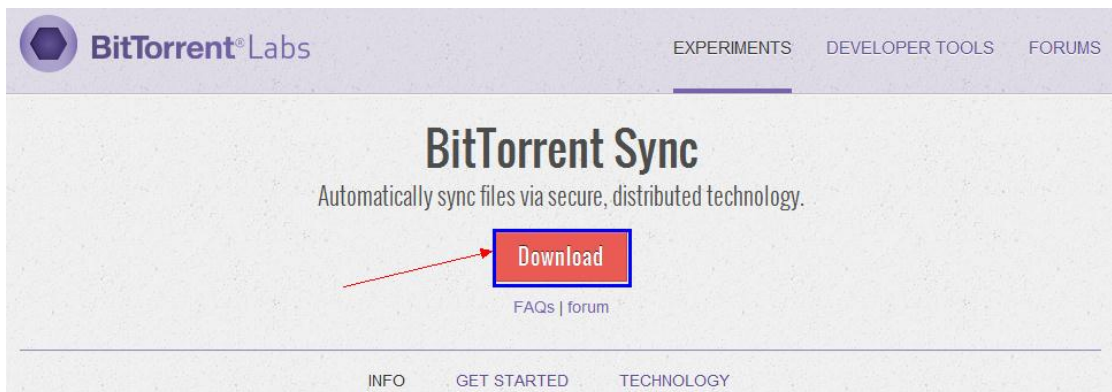 BitTorrent® Labs
EXPERIMENTS DEVELOPER TOOLS FORUMS
BitTorrent Sync
Automatically sync files via secure, distributed technology.
Download
FAQs | forum
INFO GET STARTED TECHNOLOGY